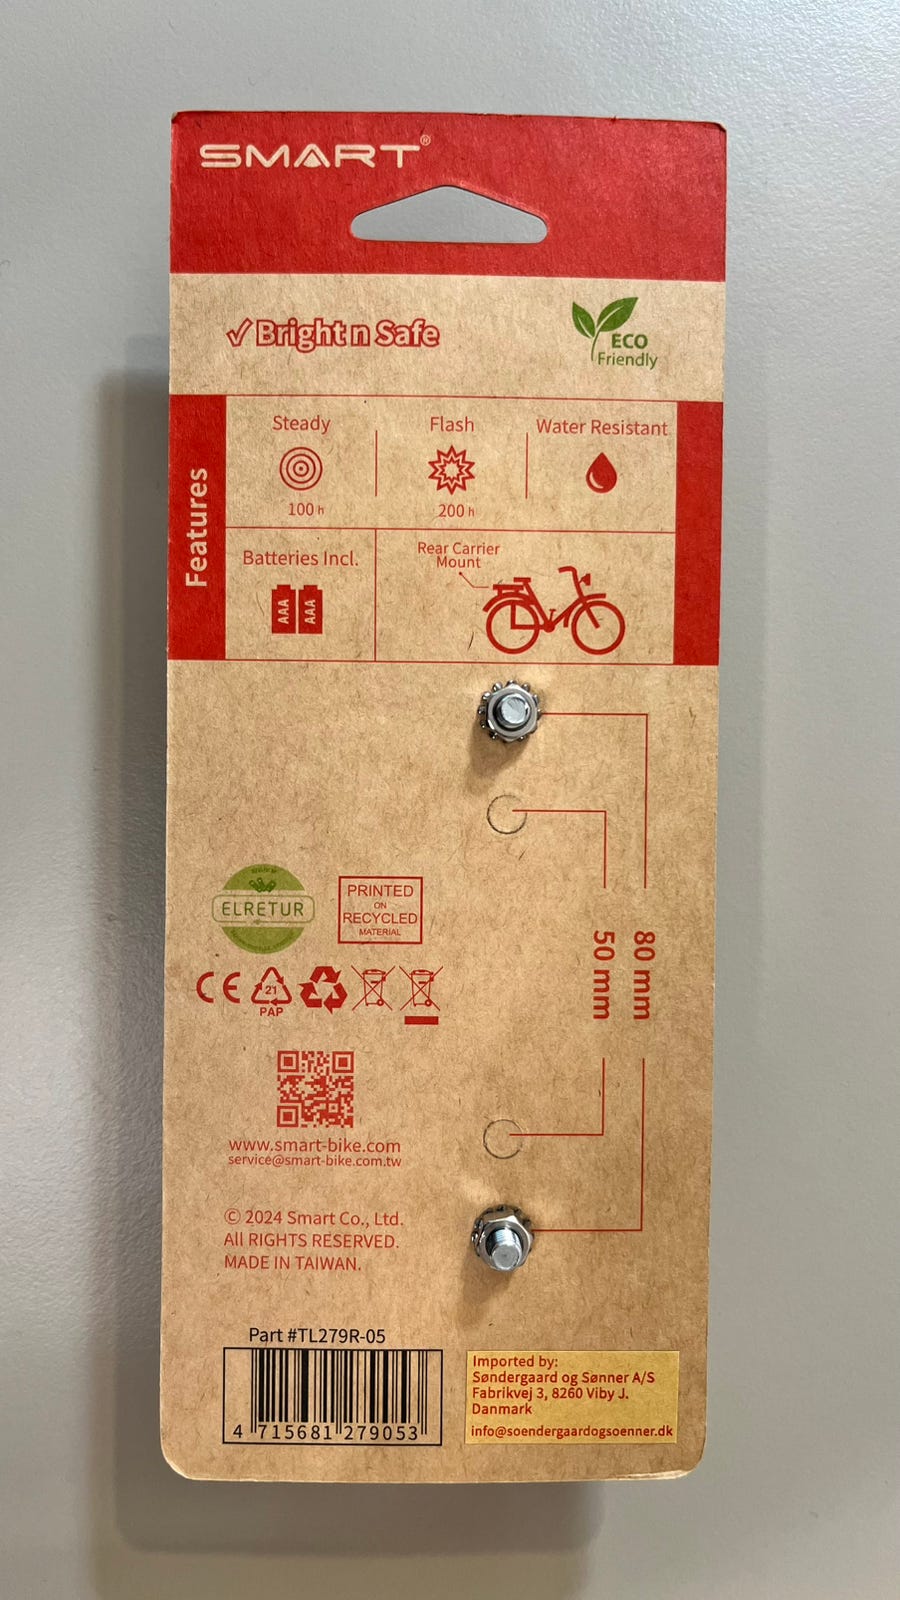 SMART®
Bright n Safe
ECO
Friendly
Features
Steady
100 h
Flash
200 h
Water Resistant
Batteries Incl.
AAA AAA
Rear Carrier
Mount
80 mm
50 mm
ELRETUR
PRINTED
ON
RECYCLED
MATERIAL
CE
21
PAP
www.smart-bike.com
service@smart-bike.com.tw
© 2024 Smart Co., Ltd.
All RIGHTS RESERVED.
MADE IN TAIWAN.
Part #TL279R-05
4 715681 279053
Imported by:
Søndergaard og Sønner A/S
Fabrikvej 3, 8260 Viby J.
Danmark
info@soendergaardogsoenner.dk